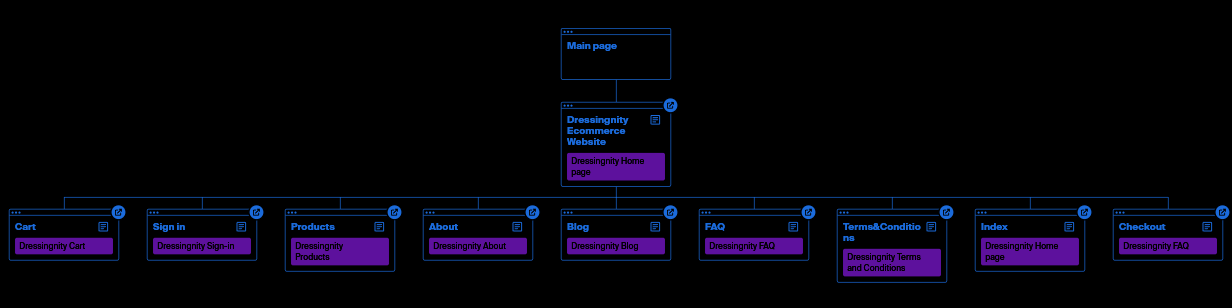 Main page
Dressingnity
Ecommerce
Website
Dressingnity Home
page
Cart
Dressingnity Cart
Sign in
Dressingnity Sign-in
Products
Dressingnity
Products
About
Dressingnity About
Blog
Dressingnity Blog
FAQ
Dressingnity FAQ
Terms&Conditio
ns
Dressingnity Terms
and Conditions
Index
Dressingnity Home
page
Checkout
Dressingnity FAQ